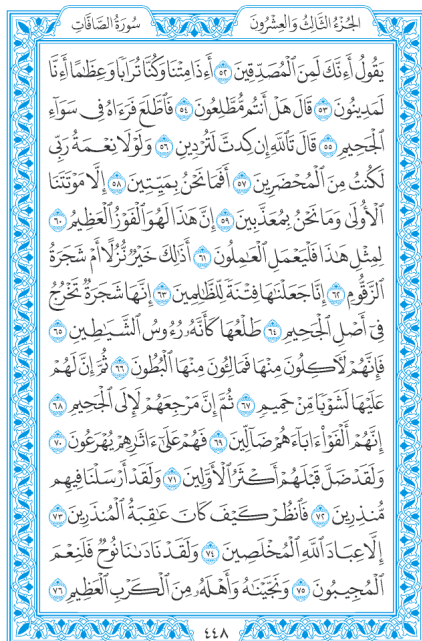 الجُزْءُ الثَّالِثُ وَالعِشْرُونَ سُورَةُ الصَّافَّاتِ
يَقُولُ أَءِنَّكَ لَمِنَ ٱلْمُصَدِّقِينَ ٥٢ أَءِذَا مِتْنَا وَكُنَّا تُرَابًا وَعِظَٰمًا أَءِنَّا
لَمَدِينُونَ ٥٣ قَالَ هَلْ أَنتُم مُّطَّلِعُونَ ٥٤ فَٱطَّلَعَ فَرَءَاهُ فِى سَوَآءِ
ٱلْجَحِيمِ ٥٥ قَالَ تَٱللَّهِ إِن كِدتَّ لَتُرْدِينِ ٥٦ وَلَوْلَا نِعْمَةُ رَبِّى
لَكُنتُ مِنَ ٱلْمُحْضَرِينَ ٥٧ أَفَمَا نَحْنُ بِمَيِّتِينَ ٥٨ إِلَّا مَوْتَتَنَا
ٱلْأُولَىٰ وَمَا نَحْنُ بِمُعَذَّبِينَ ٥٩ إِنَّ هَٰذَا لَهُوَ ٱلْفَوْزُ ٱلْعَظِيمُ ٦٠
لِمِثْلِ هَٰذَا فَلْيَعْمَلِ ٱلْعَٰمِلُونَ ٦١ أَذَٰلِكَ خَيْرٌ نُّزُلًا أَمْ شَجَرَةُ
ٱلزَّقُّومِ ٦٢ إِنَّا جَعَلْنَٰهَا فِتْنَةً لِّلظَّٰلِمِينَ ٦٣ إِنَّهَا شَجَرَةٌ تَخْرُجُ
فِىٓ أَصْلِ ٱلْجَحِيمِ ٦٤ طَلْعُهَا كَأَنَّهُۥ رُءُوسُ ٱلشَّيَٰطِينِ ٦٥
فَإِنَّهُمْ لَءَاكِلُونَ مِنْهَا فَمَالِـُٔونَ مِنْهَا ٱلْبُطُونَ ٦٦ ثُمَّ إِنَّ لَهُمْ
عَلَيْهَا لَشَوْبًا مِّنْ حَمِيمٍ ٦٧ ثُمَّ إِنَّ مَرْجِعَهُمْ لَإِلَى ٱلْجَحِيمِ ٦٨
إِنَّهُمْ أَلْفَوْا۟ ءَابَآءَهُمْ ضَآلِّينَ ٦٩ فَهُمْ عَلَىٰٓ ءَاثَٰرِهِمْ يُهْرَعُونَ ٧٠
وَلَقَدْ ضَلَّ قَبْلَهُمْ أَكْثَرُ ٱلْأَوَّلِينَ ٧١ وَلَقَدْ أَرْسَلْنَا فِيهِم
مُّنذِرِينَ ٧٢ فَٱنظُرْ كَيْفَ كَانَ عَٰقِبَةُ ٱلْمُنذَرِينَ ٧٣
إِلَّا عِبَادَ ٱللَّهِ ٱلْمُخْلَصِينَ ٧٤ وَلَقَدْ نَادَىٰنَا نُوحٌ فَلَنِعْمَ
ٱلْمُجِيبُونَ ٧٥ وَنَجَّيْنَٰهُ وَأَهْلَهُۥ مِنَ ٱلْكَرْبِ ٱلْعَظِيمِ ٧٦
٤٤٨